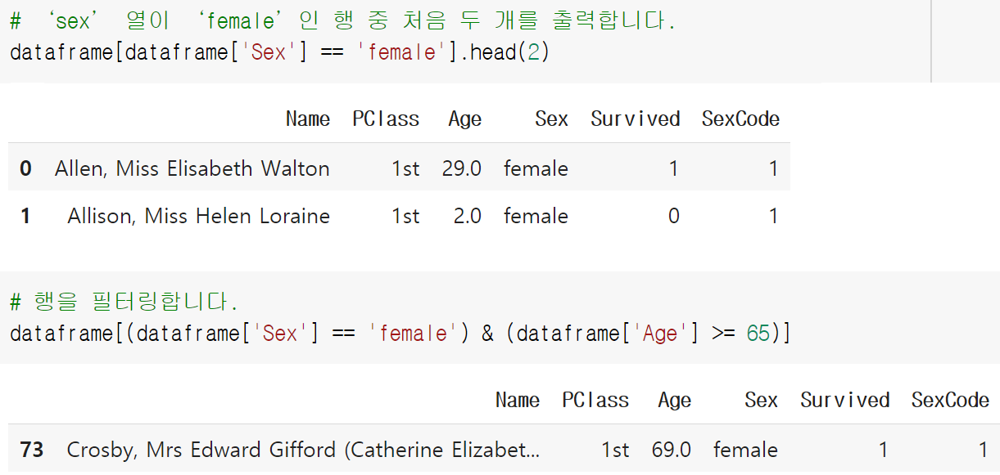 # ‘sex’ 열이 ‘female’인 행 중 처음 두 개를 출력합니다.
dataframe[dataframe['Sex'] == 'female'].head(2)
Name PClass Age Sex Survived SexCode
0 Allen, Miss Elisabeth Walton 1st 29.0 female 1 1
1 Allison, Miss Helen Loraine 1st 2.0 female 0 1
# 행을 필터링합니다.
dataframe[(dataframe['Sex'] == 'female') & (dataframe['Age'] >= 65)]
Name PClass Age Sex Survived SexCode
73 Crosby, Mrs Edward Gifford (Catherine Elizabet... 1st 69.0 female 1 1